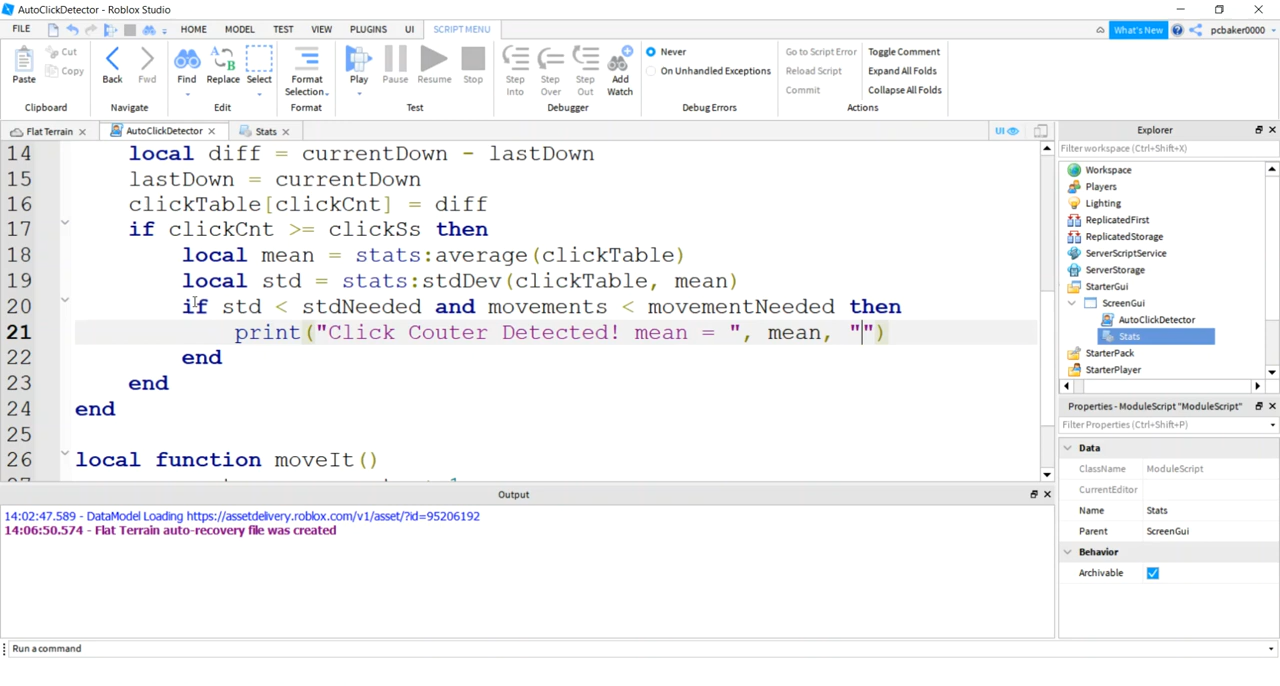 AutoClickDetector - Roblox Studio
FILE HOME MODEL TEST VIEW PLUGINS UI SCRIPT MENU What's New pcbaker0000
Paste Cut Copy
Back Fwd
Find Replace Select
Format Selection
Play Pause Resume Stop
Step Into Step Over Step Out Add Watch
Never
On Unhandled Exceptions
Go to Script Error
Reload Script
Commit
Toggle Comment
Expand All Folds
Collapse All Folds
Clipboard Navigate Edit Format Test Debugger Debug Errors Actions
Flat Terrain AutoClickDetector Stats UI
14 local diff = currentDown - lastDown
15 lastDown = currentDown
16 clickTable[clickCnt] = diff
17 if clickCnt >= clickSs then
18 local mean = stats:average(clickTable)
19 local std = stats:stdDev(clickTable, mean)
20 if std < stdNeeded and movements < movementNeeded then
21 print("Click Couter Detected! mean = ", mean, "")
22 end
23 end
24 end
25
26 local function moveIt()
Explorer
Filter workspace (Ctrl+Shift+X)
Workspace
Players
Lighting
ReplicatedFirst
ReplicatedStorage
ServerScriptService
ServerStorage
StarterGui
ScreenGui
AutoClickDetector
Stats
StarterPack
StarterPlayer
Properties - ModuleScript "ModuleScript"
Filter Properties (Ctrl+Shift+P)
Data
ClassName ModuleScript
CurrentEditor
Name Stats
Parent ScreenGui
Behavior
Archivable
Output
14:02:47.589 - DataModel Loading https://assetdelivery.roblox.com/v1/asset/?id=95206192
14:06:50.574 - Flat Terrain auto-recovery file was created
Run a command